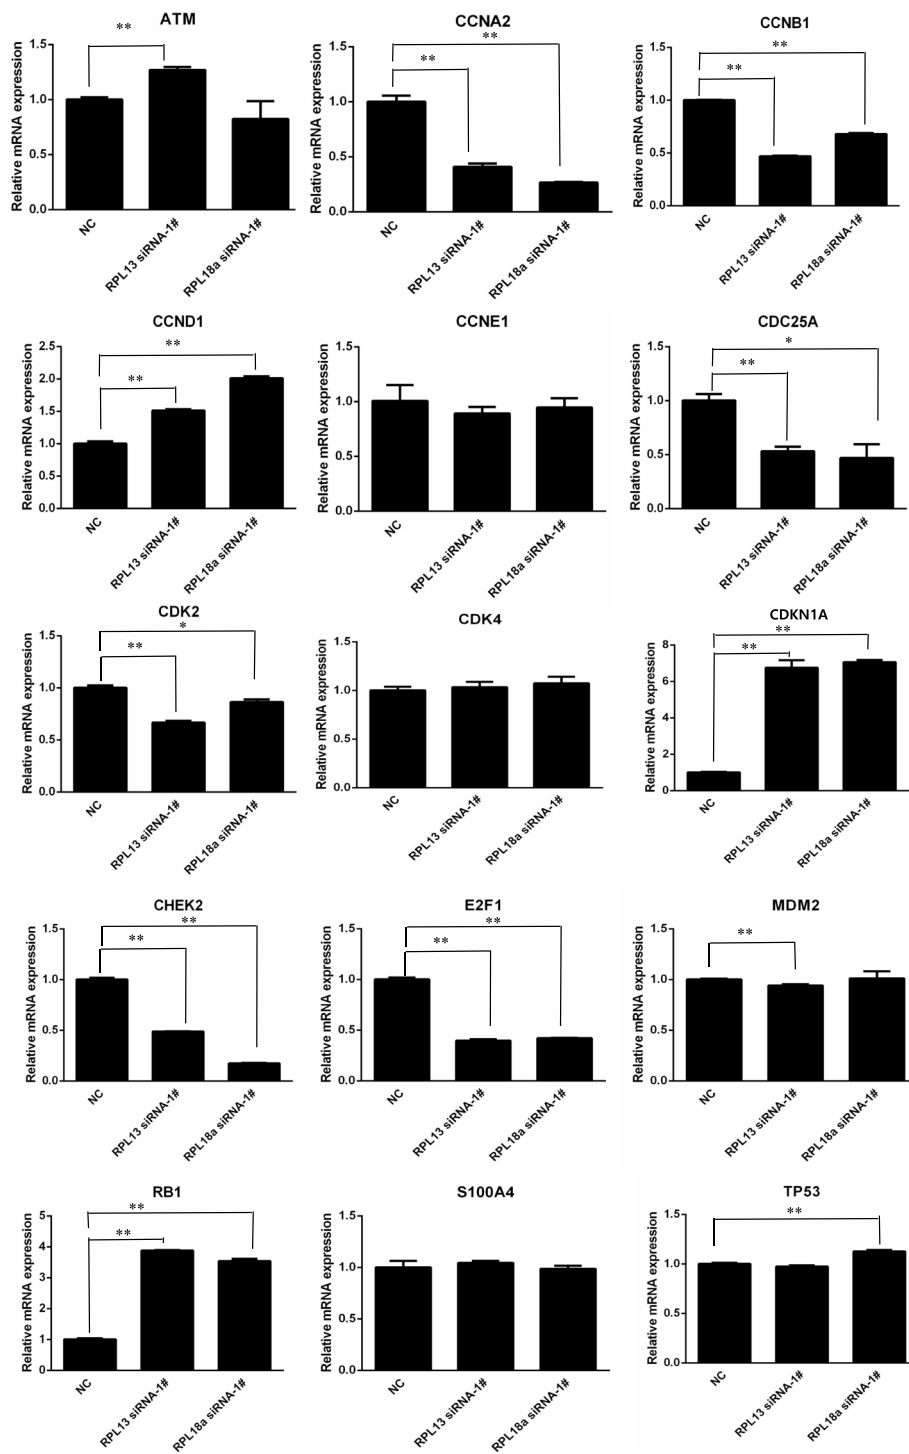 ATM
**
Relative mRNA expression
1.5
1.0
0.5
0.0
NC
RPL13 siRNA-1#
RPL18a siRNA-1#
CCNA2
**
**
Relative mRNA expression
1.5
1.0
0.5
0.0
NC
RPL13 siRNA-1#
RPL18a siRNA-1#
CCNB1
**
**
Relative mRNA expression
1.5
1.0
0.5
0.0
NC
RPL13 siRNA-1#
RPL18a siRNA-1#
CCND1
**
**
Relative mRNA expression
2.5
2.0
1.5
1.0
0.5
0.0
NC
RPL13 siRNA-1#
RPL18a siRNA-1#
CCNE1
Relative mRNA expression
1.5
1.0
0.5
0.0
NC
RPL13 siRNA-1#
RPL18a siRNA-1#
CDC25A
*
**
Relative mRNA expression
1.5
1.0
0.5
0.0
NC
RPL13 siRNA-1#
RPL18a siRNA-1#
CDK2
*
**
Relative mRNA expression
1.5
1.0
0.5
0.0
NC
RPL13 siRNA-1#
RPL18a siRNA-1#
CDK4
Relative mRNA expression
1.5
1.0
0.5
0.0
NC
RPL13 siRNA-1#
RPL18a siRNA-1#
CDKN1A
**
**
Relative mRNA expression
8
6
4
2
0
NC
RPL13 siRNA-1#
RPL18a siRNA-1#
CHEK2
**
**
Relative mRNA expression
1.5
1.0
0.5
0.0
NC
RPL13 siRNA-1#
RPL18a siRNA-1#
E2F1
**
**
Relative mRNA expression
1.5
1.0
0.5
0.0
NC
RPL13 siRNA-1#
RPL18a siRNA-1#
MDM2
**
Relative mRNA expression
1.5
1.0
0.5
0.0
NC
RPL13 siRNA-1#
RPL18a siRNA-1#
RB1
**
**
Relative mRNA expression
5
4
3
2
1
0
NC
RPL13 siRNA-1#
RPL18a siRNA-1#
S100A4
Relative mRNA expression
1.5
1.0
0.5
0.0
NC
RPL13 siRNA-1#
RPL18a siRNA-1#
TP53
**
Relative mRNA expression
1.5
1.0
0.5
0.0
NC
RPL13 siRNA-1#
RPL18a siRNA-1#